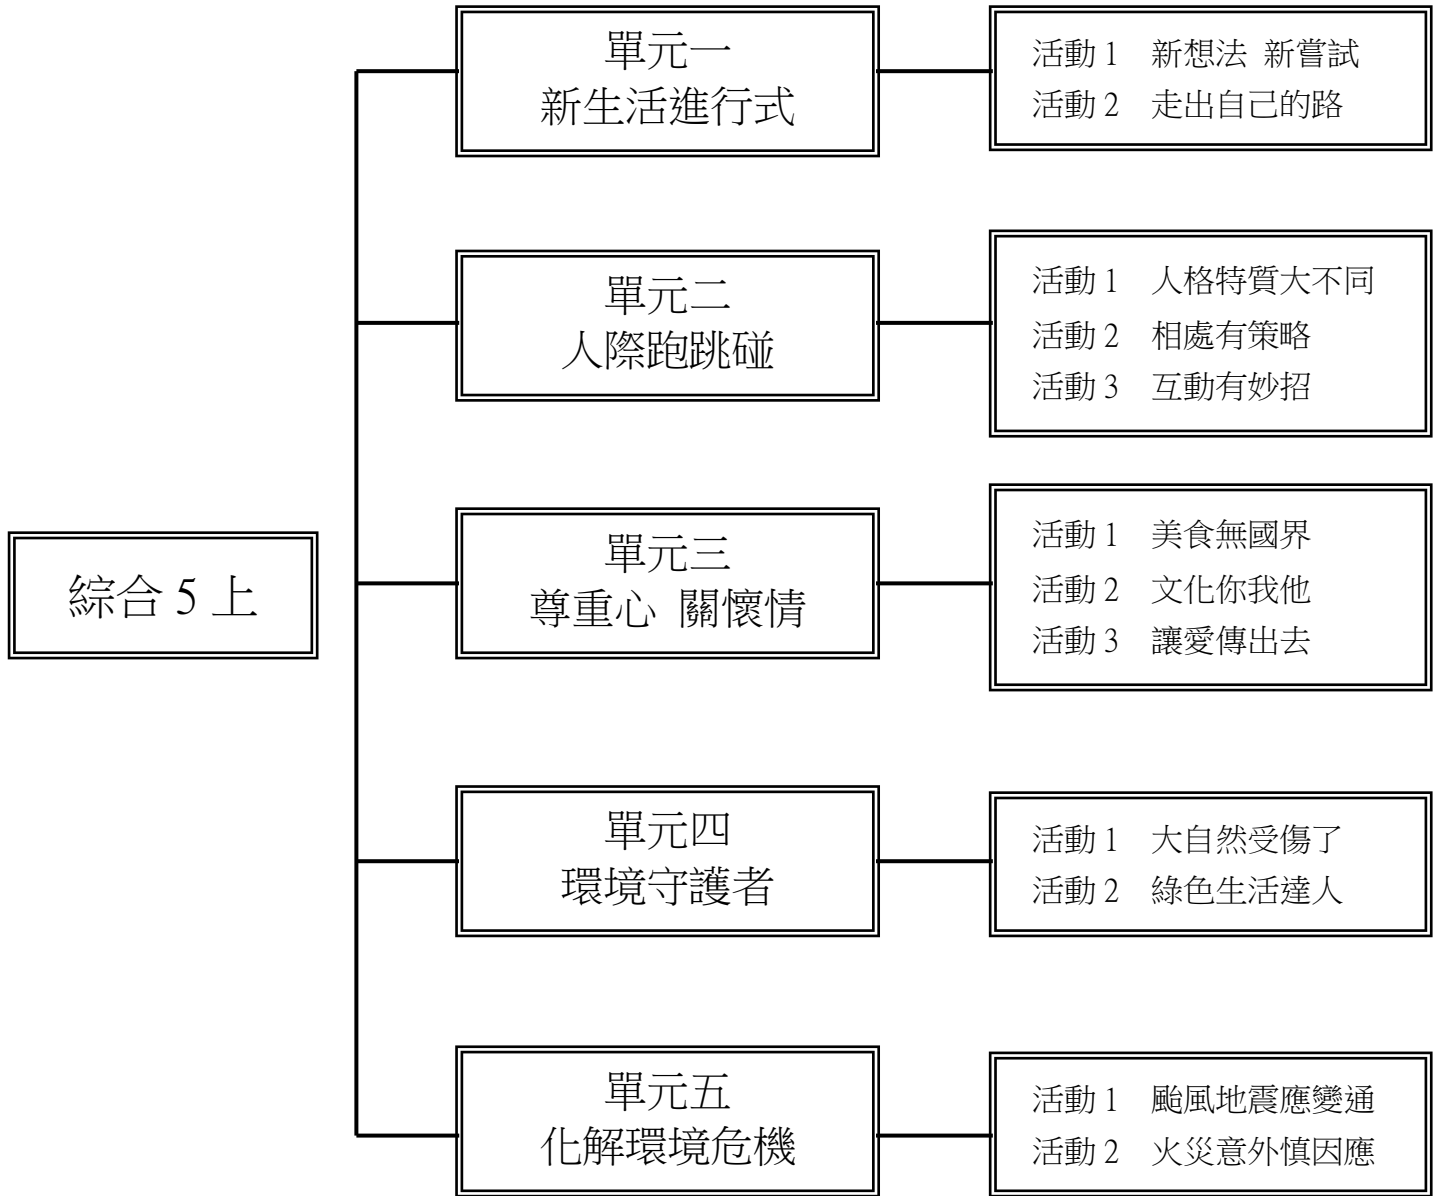 綜合 5 上
單元一
新生活進行式
活動 1 新想法 新嘗試
活動 2 走出自己的路
單元二
人際跑跳碰
活動 1 人格特質大不同
活動 2 相處有策略
活動 3 互動有妙招
單元三
尊重心 關懷情
活動 1 美食無國界
活動 2 文化你我他
活動 3 讓愛傳出去
單元四
環境守護者
活動 1 大自然受傷了
活動 2 綠色生活達人
單元五
化解環境危機
活動 1 颱風地震應變通
活動 2 火災意外慎因應